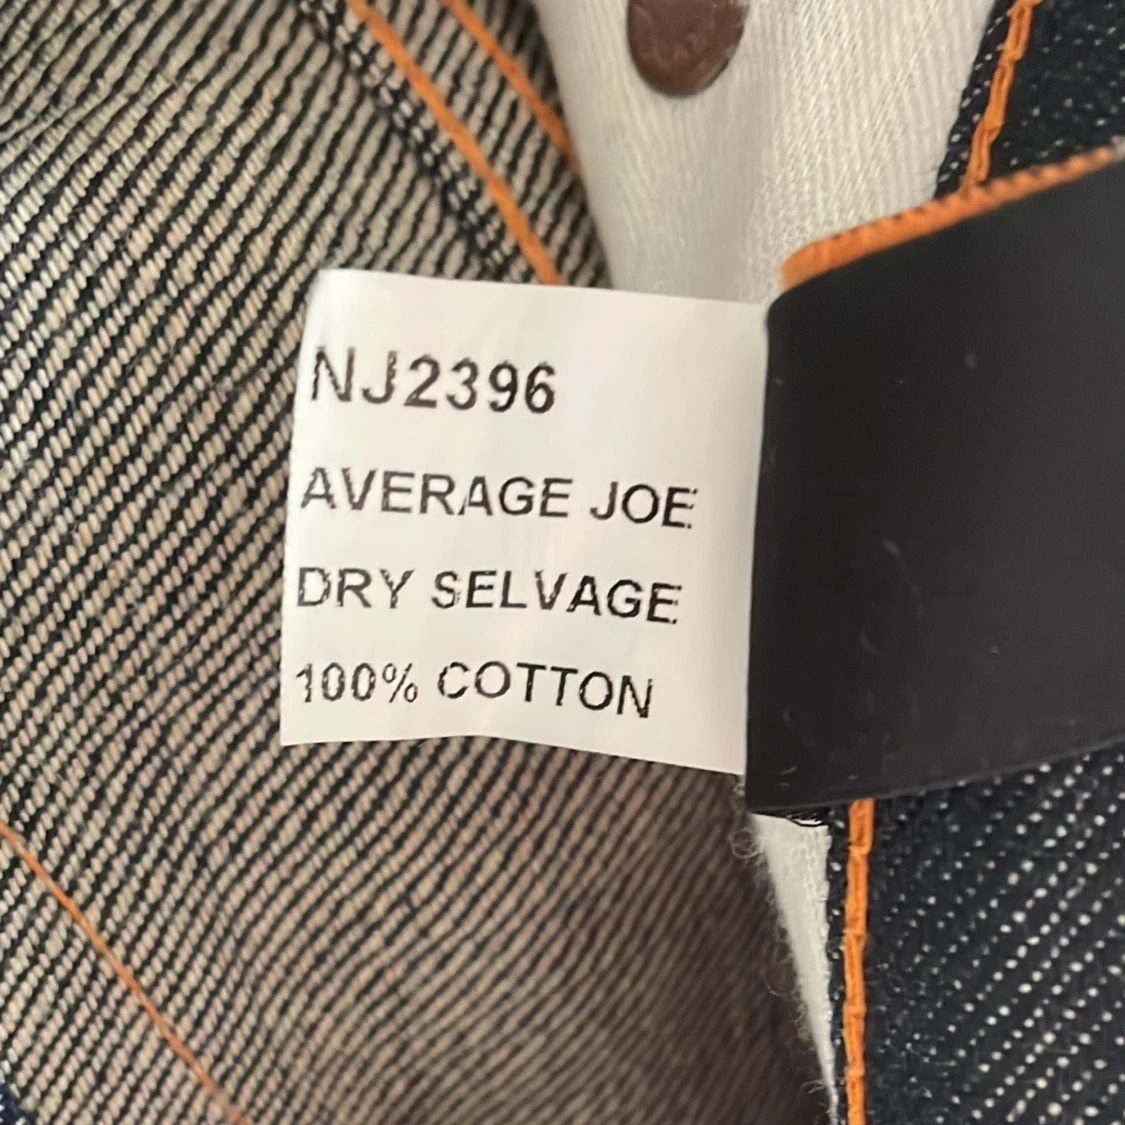 NJ2396
AVERAGE JOE
DRY SELVAGE
100% COTTON